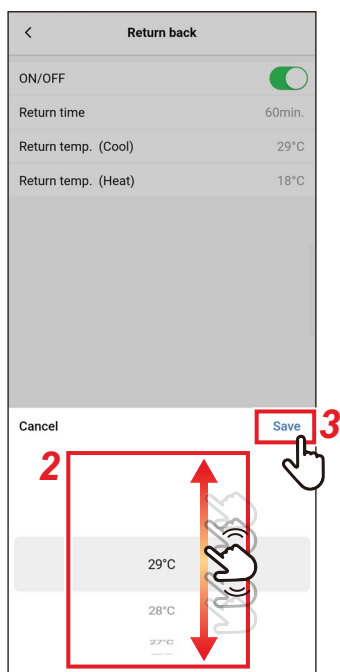 Return back
ON/OFF
Return time 60min.
Return temp. (Cool) 29°C
Return temp. (Heat) 18°C
Cancel Save 3
2
29°C
28°C
27°C